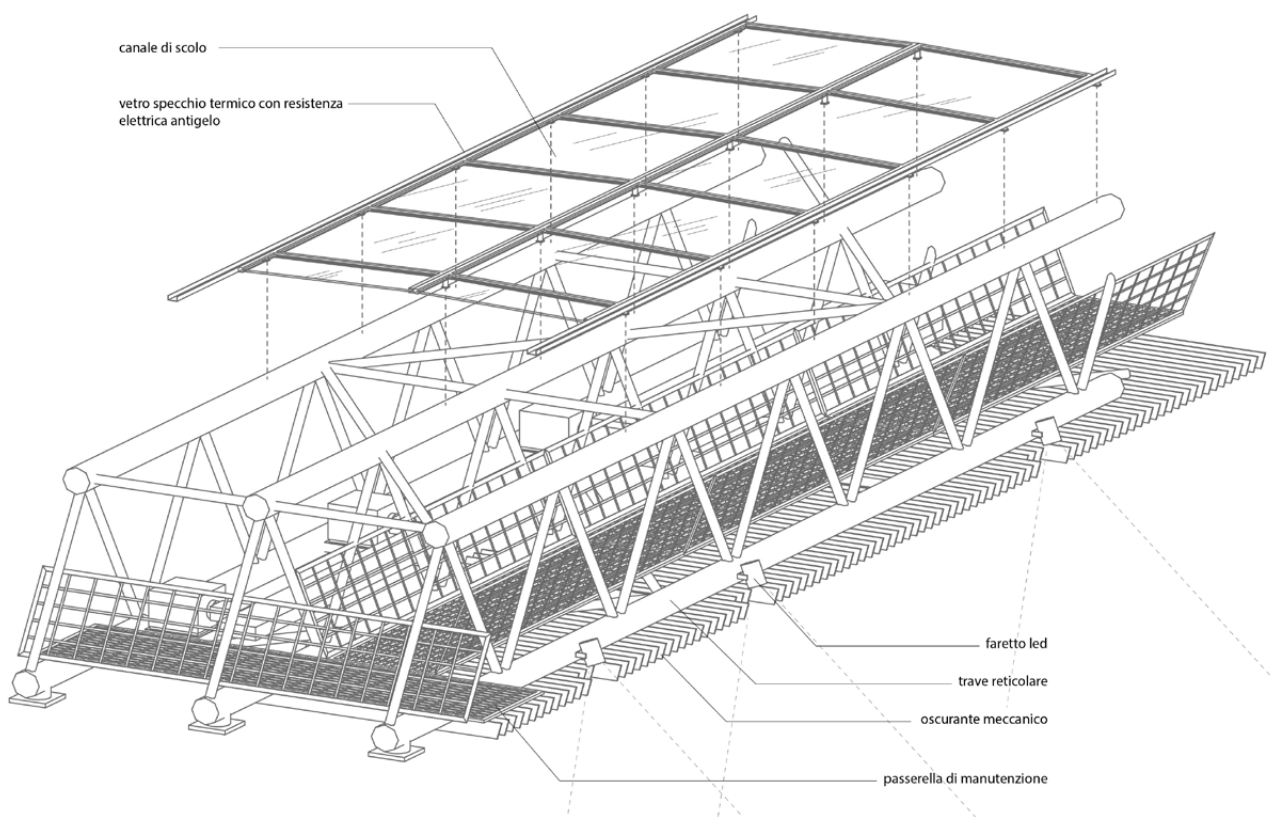 canale di scolo
vetro specchio termico con resistenza
elettrica antigelo
faretto led
trave reticolare
oscurante meccanico
passerella di manutenzione